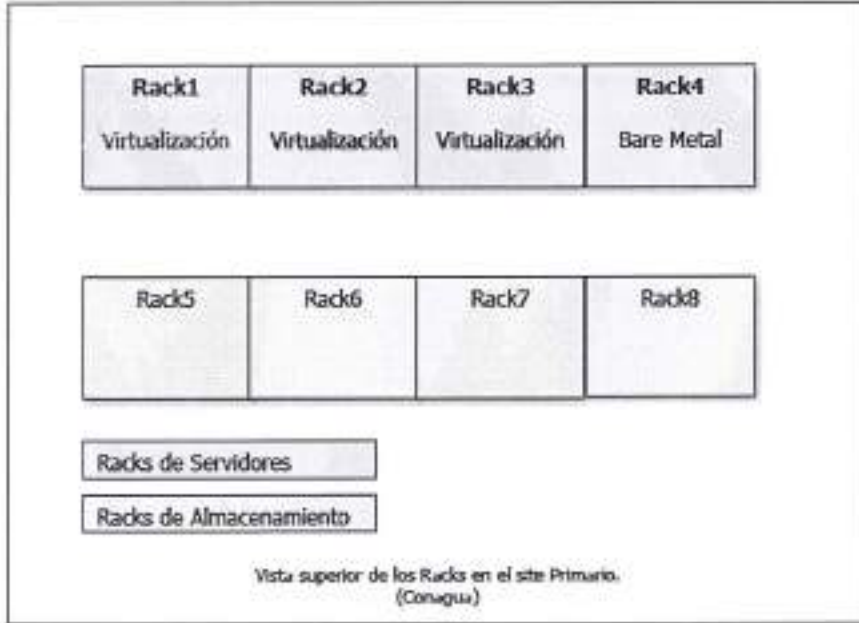 Rack1 Rack2 Rack3 Rack4
Virtualización Virtualización Virtualización Bare Metal
Rack5 Rack6 Rack7 Rack8
Racks de Servidores
Racks de Almacenamiento
Vista superior de los Racks en el site Primario.
(Conagua)